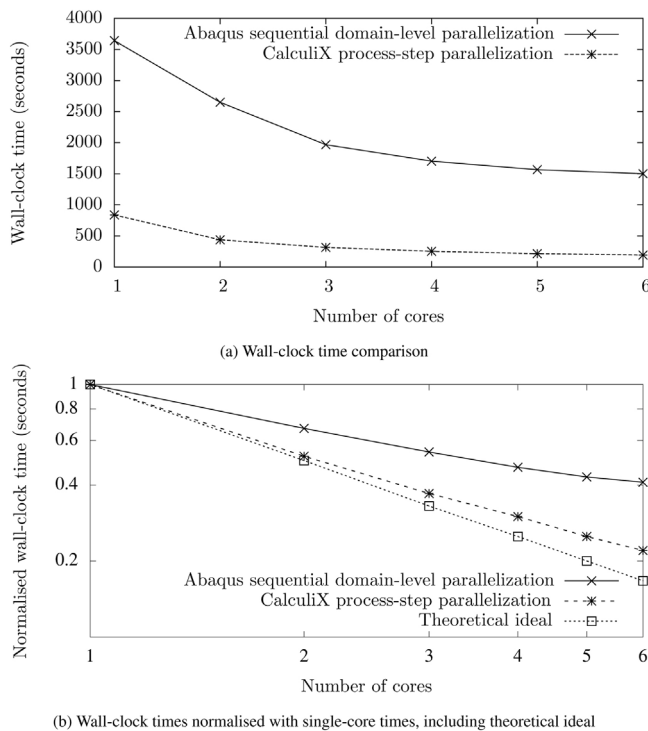 4000
3500
3000
2500
2000
1500
1000
500
0
Wall-clock time (seconds)
Abaqus sequential domain-level parallelization
CalculiX process-step parallelization
1 2 3 4 5 6
Number of cores
(a) Wall-clock time comparison
1
0.8
0.6
0.4
0.2
Normalised wall-clock time (seconds)
Abaqus sequential domain-level parallelization
CalculiX process-step parallelization
Theoretical ideal
1 2 3 4 5 6
Number of cores
(b) Wall-clock times normalised with single-core times, including theoretical ideal